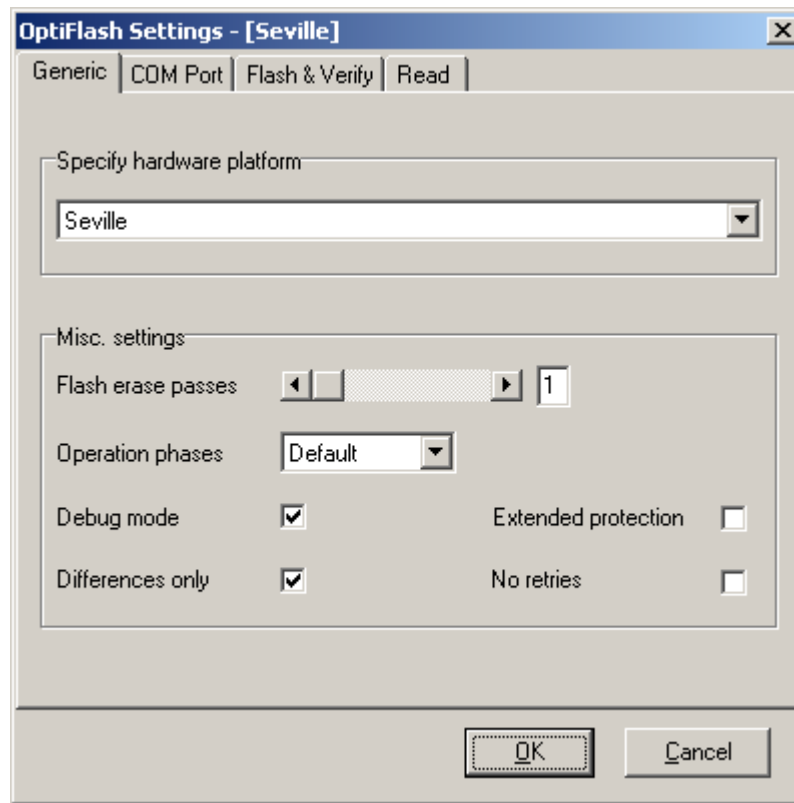 OptiFlash Settings - [Seville]
Generic COM Port Flash & Verify Read
Specify hardware platform
Seville
Misc. settings
Flash erase passes 1
Operation phases Default
Debug mode Extended protection
Differences only No retries
OK Cancel